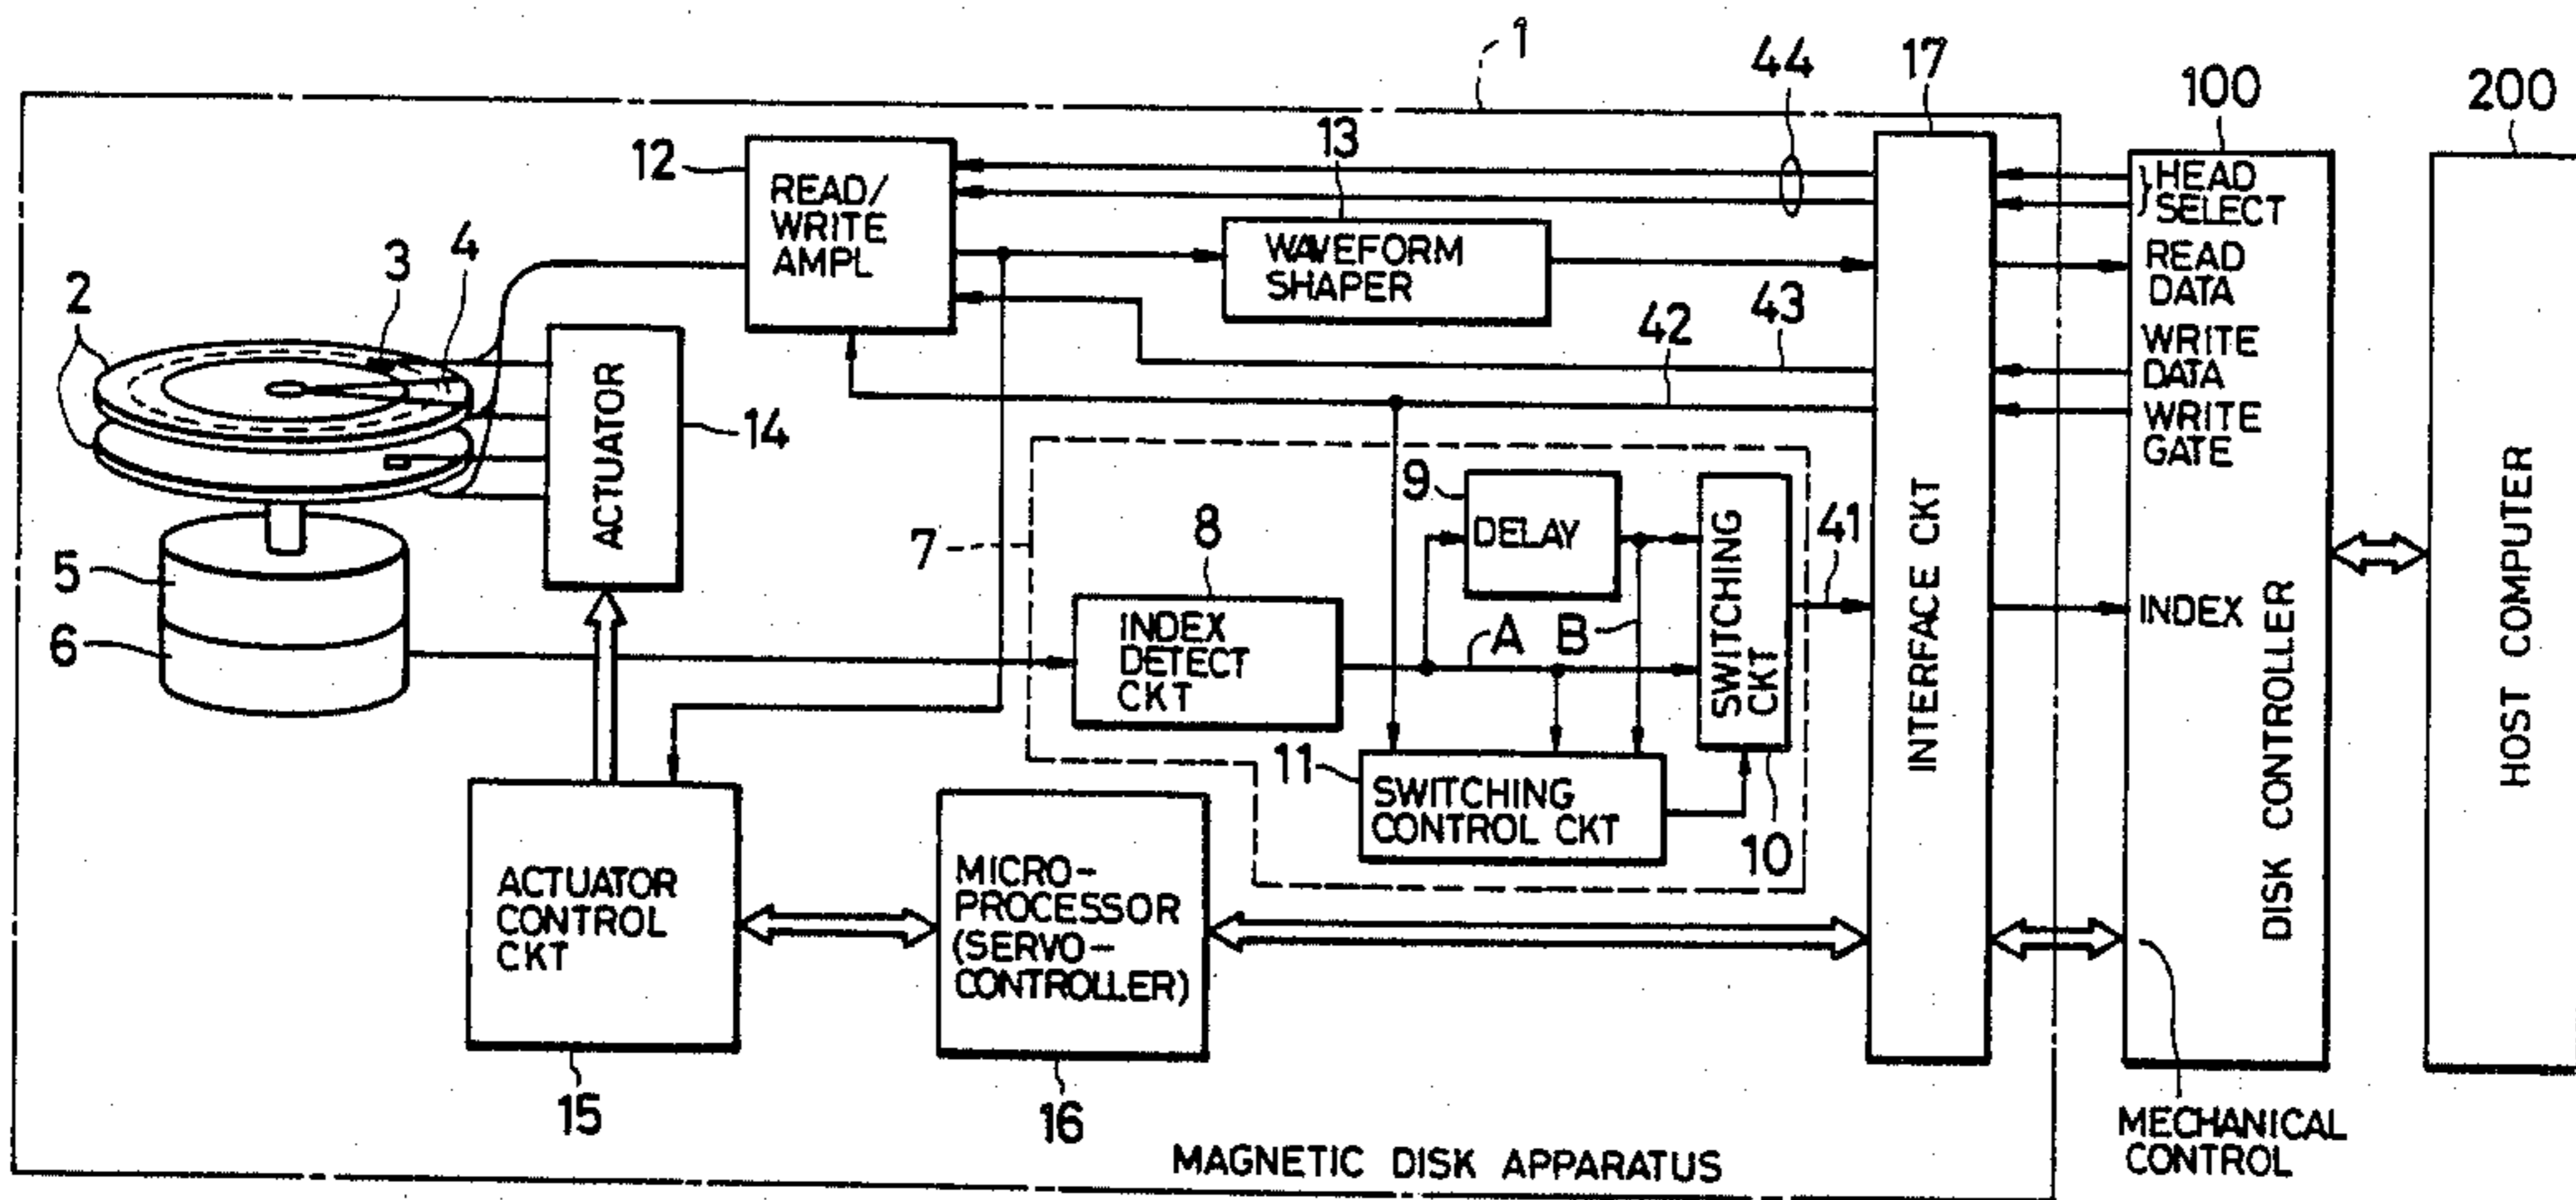 1
44
17
100
200
12
READ/
WRITE
AMPL
13
WAVEFORM
SHAPER
HEAD
SELECT
READ
DATA
WRITE
DATA
WRITE
GATE
INDEX
DISK CONTROLLER
HOST COMPUTER
INTERFACE CKT
2
3
4
ACTUATOR
14
43
42
5
6
7
8
INDEX
DETECT
CKT
9
DELAY
A
B
SWITCHING
CKT
41
10
11
SWITCHING
CONTROL CKT
ACTUATOR
CONTROL
CKT
15
MICRO-
PROCESSOR
(SERVO-
CONTROLLER)
16
MECHANICAL
CONTROL
MAGNETIC DISK APPARATUS